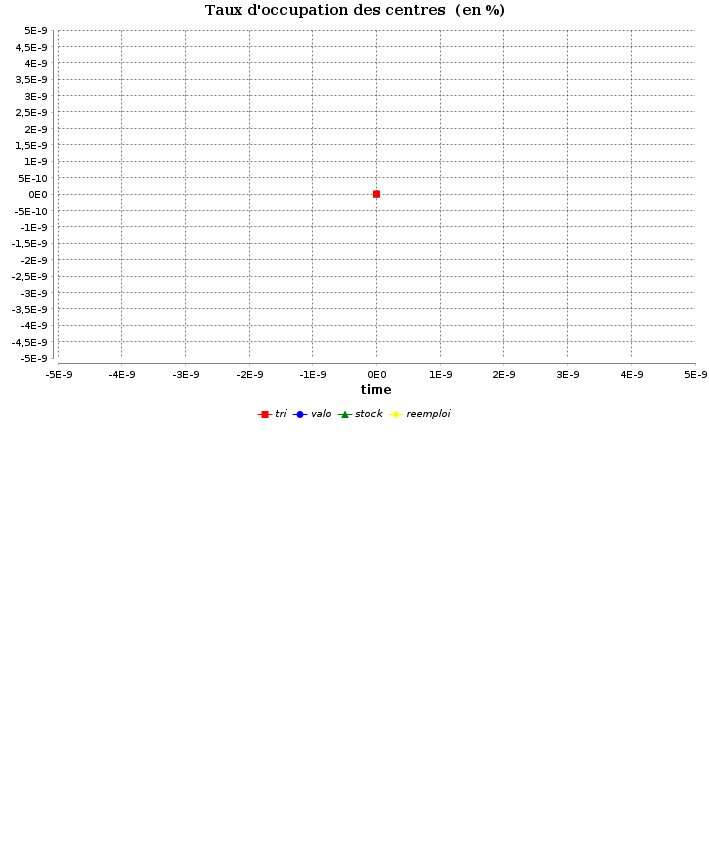 Taux d'occupation des centres (en %)
5E-9
4,5E-9
4E-9
3,5E-9
3E-9
2,5E-9
2E-9
1,5E-9
1E-9
5E-10
0E0
-5E-10
-1E-9
-1,5E-9
-2E-9
-2,5E-9
-3E-9
-3,5E-9
-4E-9
-4,5E-9
-5E-9
-5E-9 -4E-9 -3E-9 -2E-9 -1E-9 0E0 1E-9 2E-9 3E-9 4E-9 5E-9
time
tri valo stock reemploi